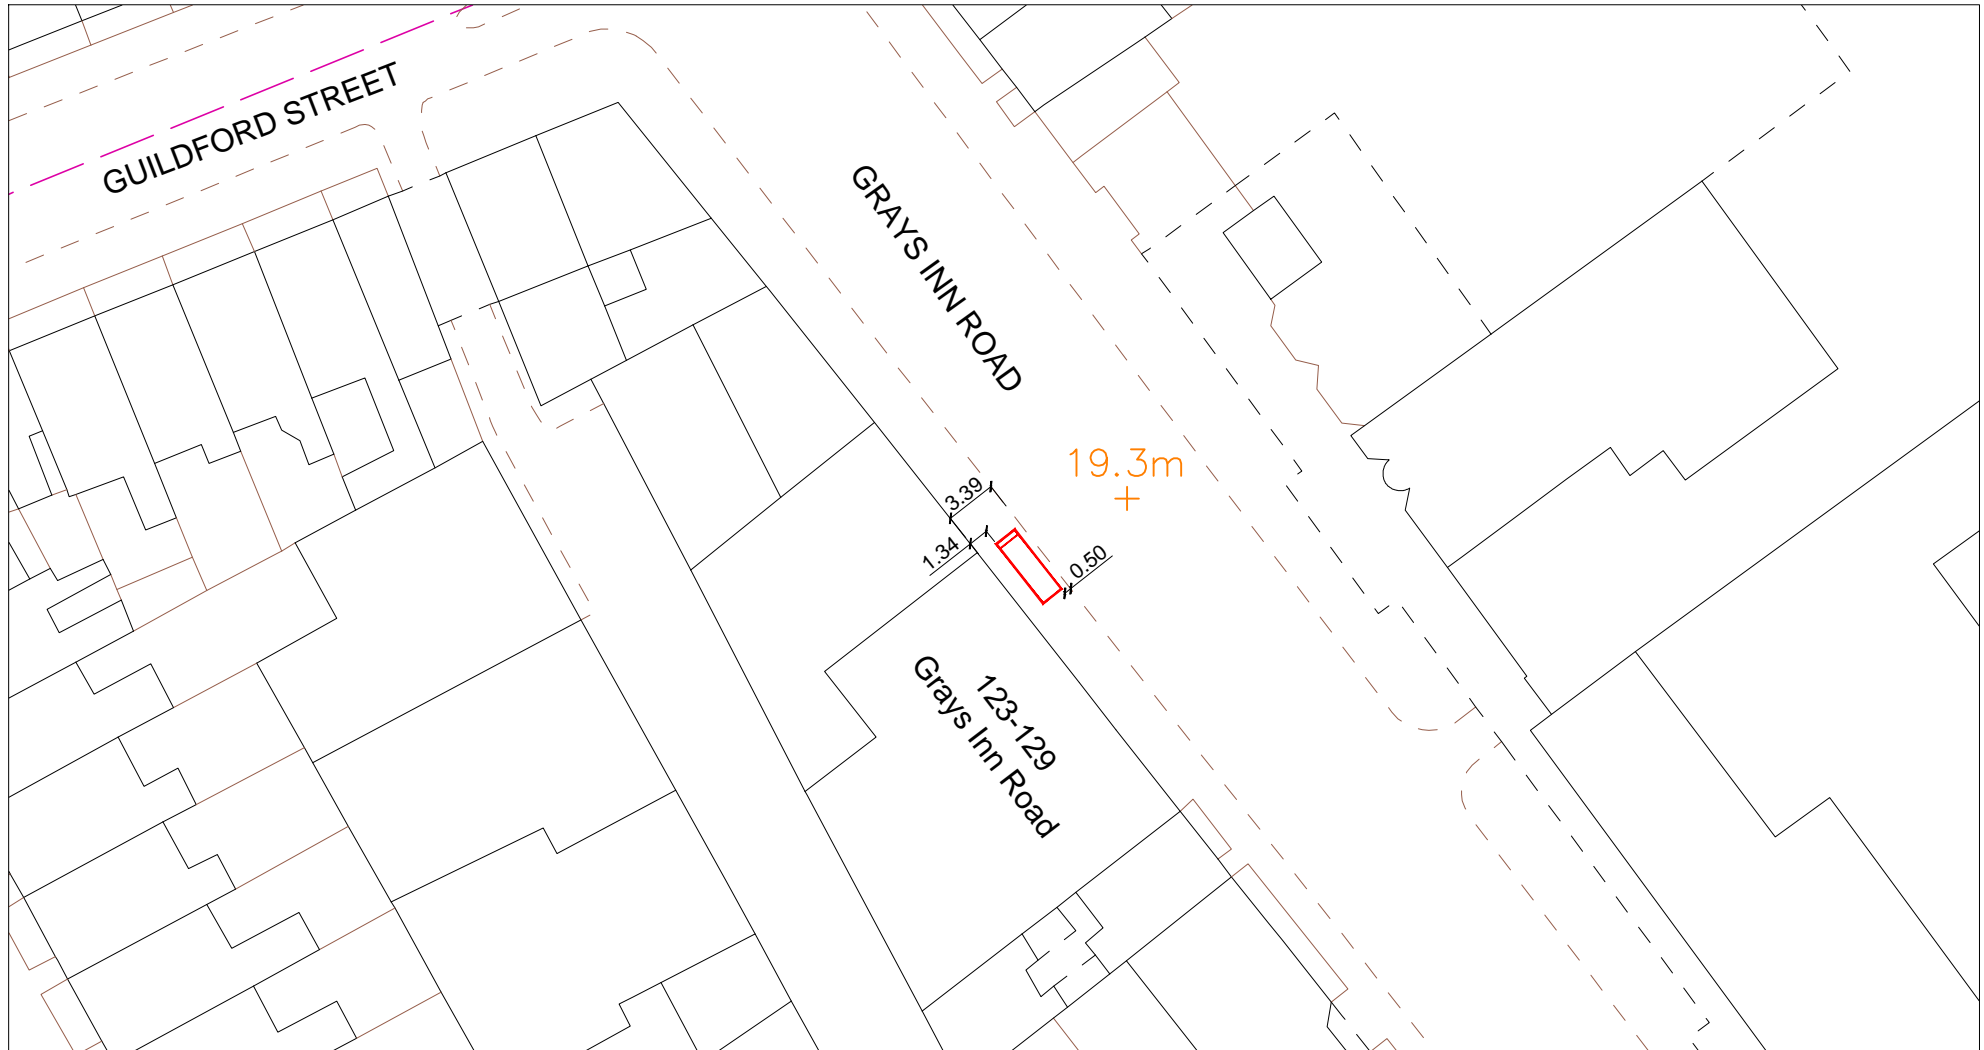 GUILDFORD STREET
GRAYS INN ROAD
19.3m
3.39
1.34
0.50
123-129
Grays Inn Road